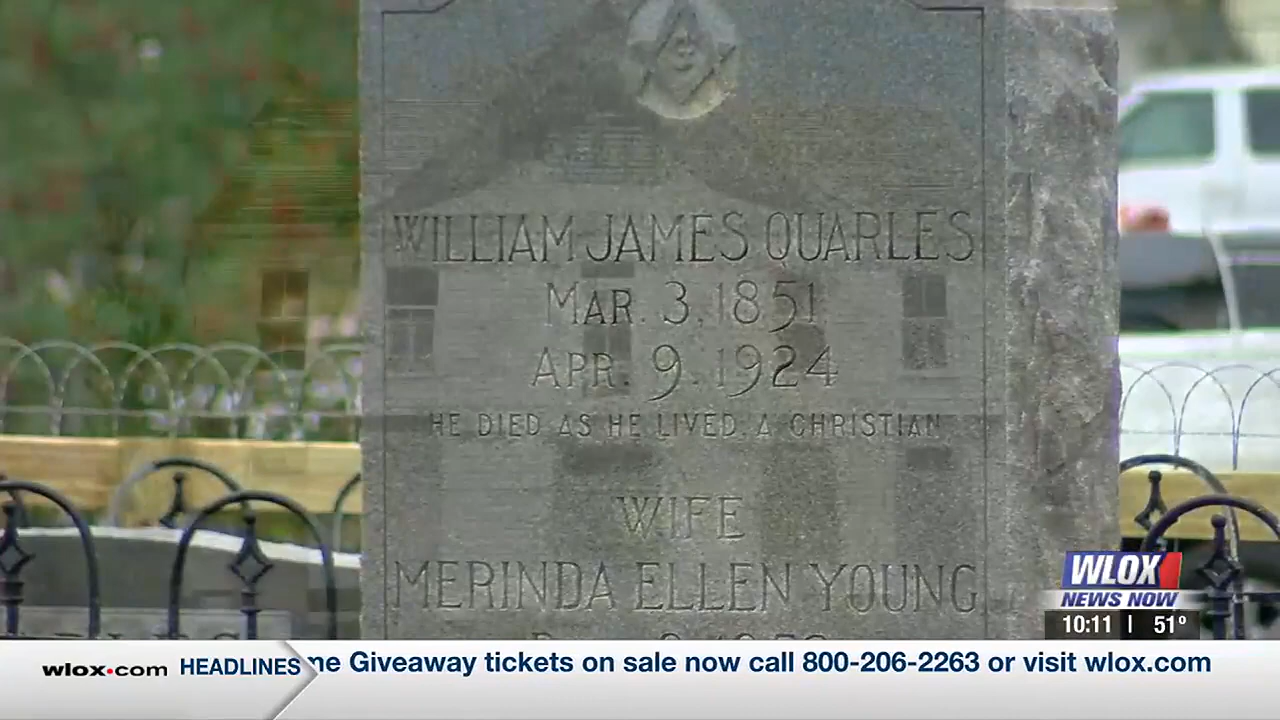 WILLIAM JAMES QUARLES
MAR. 3, 1851
APR. 9, 1924
HE DIED AS HE LIVED, A CHRISTIAN
WIFE
MERINDA ELLEN YOUNG
WLOX
NEWS NOW
10:11 | 51°
wlox.com HEADLINES ne Giveaway tickets on sale now call 800-206-2263 or visit wlox.com